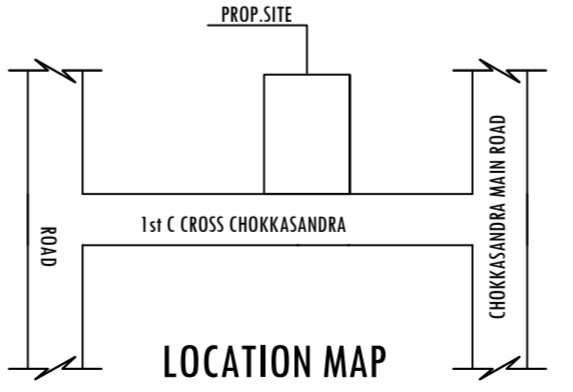 PROP.SITE
ROAD
1st C CROSS CHOKKASANDRA
CHOKKASANDRA MAIN ROAD
LOCATION MAP